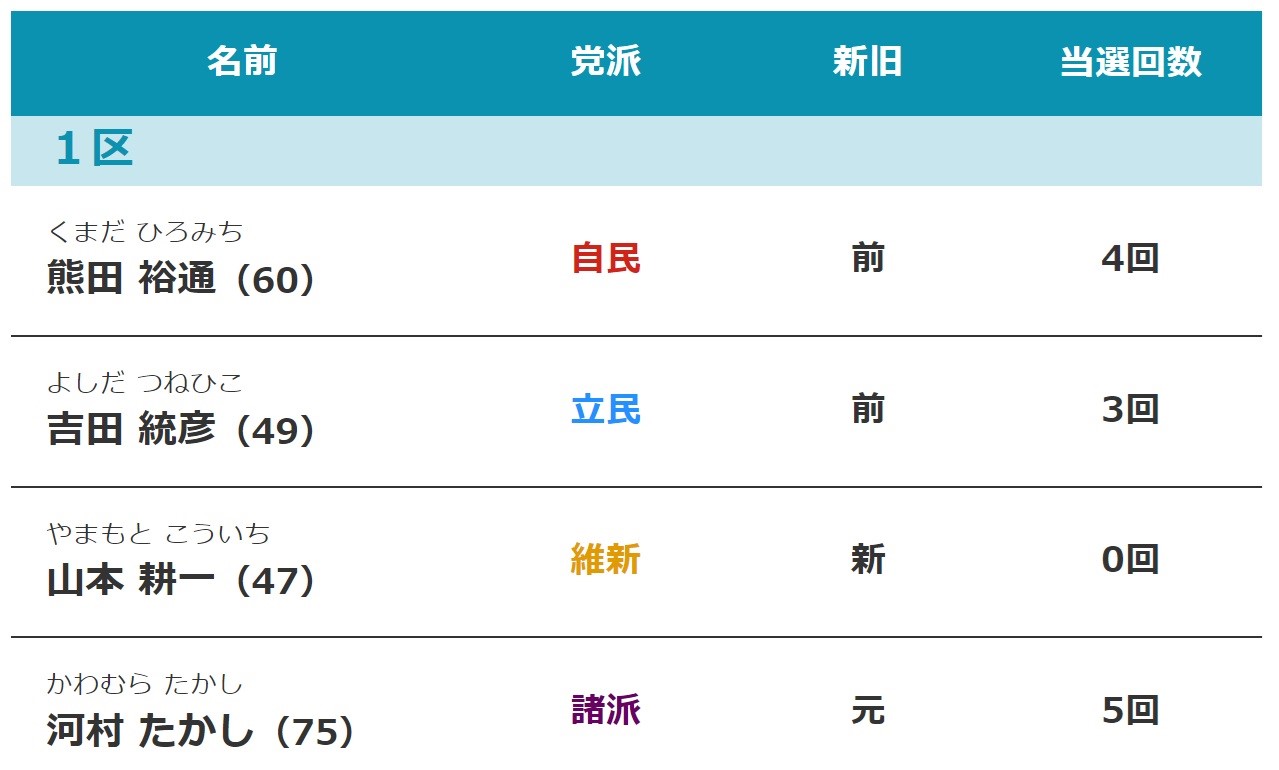 名前 党派 新旧 当選回数
１区
くまだ ひろみち
熊田 裕通（60） 自民 前 4回
よしだ つねひこ
吉田 統彦（49） 立民 前 3回
やまもと こういち
山本 耕一（47） 維新 新 0回
かわむら たかし
河村 たかし（75） 諸派 元 5回